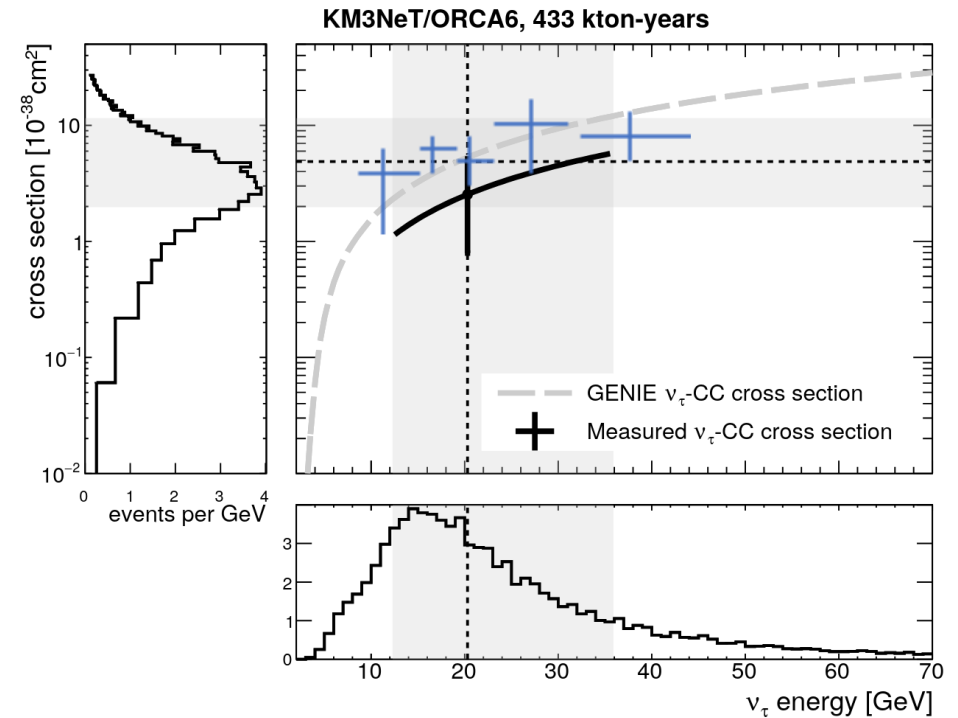 KM3NeT/ORCA6, 433 kton-years
cross section [10⁻³⁸cm²]
10
1
10⁻¹
10⁻²
0 1 2 3 4
events per GeV
GENIE ντ-CC cross section
Measured ντ-CC cross section
3
2
1
0
10 20 30 40 50 60 70
ντ energy [GeV]